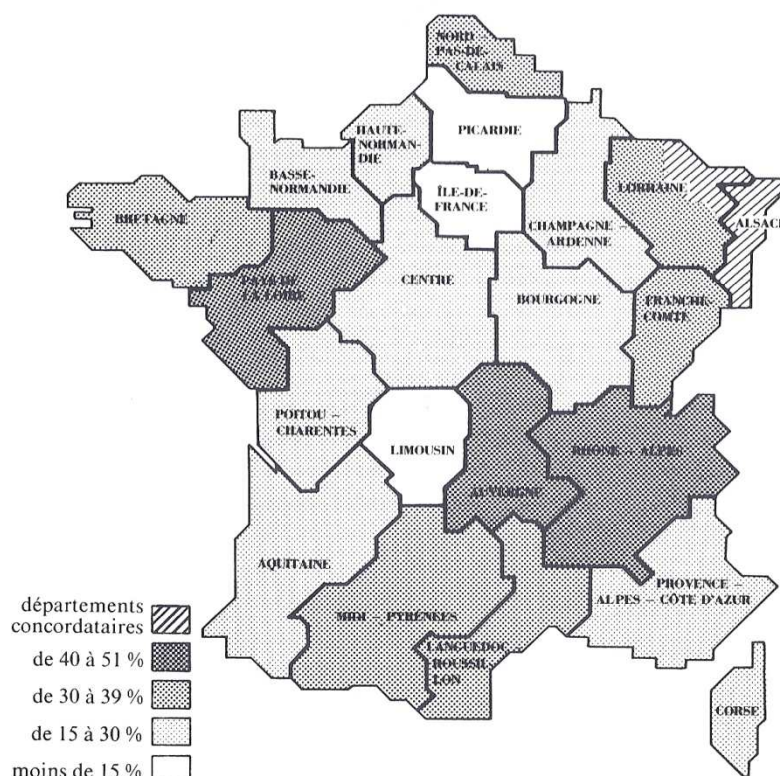 NORD
PAS-DE-
CALAIS
HAUTE-
NORMAN-
DIE
PICARDIE
BASSE-
NORMANDIE
ÎLE-DE-
FRANCE
LORRAINE
ALSACE
CHAMPAGNE –
ARDENNE
BRETAGNE
PAYS DE
LA LOIRE
CENTRE
BOURGOGNE
FRANCHE-
COMTÉ
POITOU –
CHARENTES
LIMOUSIN
AUVERGNE
RHÔNE – ALPES
AQUITAINE
MIDI – PYRÉNÉES
LANGUEDOC
ROUSSIL
LON
PROVENCE –
ALPES – CÔTE D'AZUR
CORSE
départements
concordataires
de 40 à 51 %
de 30 à 39 %
de 15 à 30 %
moins de 15 %